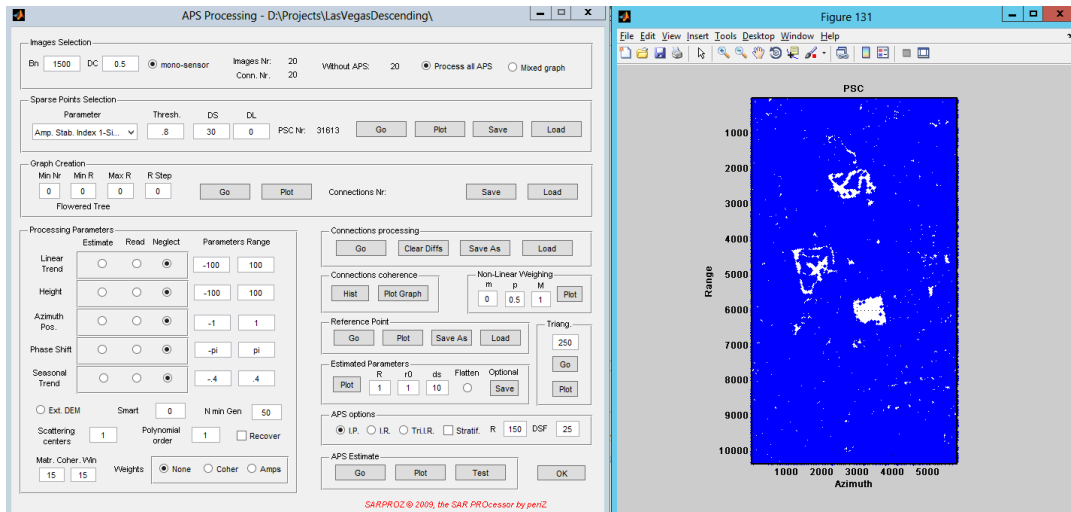 APS Processing - D:\Projects\LasVegasDescending\
Images Selection
Bn 1500 DC 0.5 mono-sensor Images Nr: 20 Without APS: 20 Process all APS Mixed graph
Conn. Nr. 20
Sparse Points Selection
Parameter Thresh. DS DL
Amp. Stab. Index 1-Si... .8 30 0 PSC Nr: 31613 Go Plot Save Load
Graph Creation
Min Nr Min R Max R R Step
0 0 0 0 Go Plot Connections Nr: Save Load
Flowered Tree
Processing Parameters
Estimate Read Neglect Parameters Range
Linear Trend -100 100
Height -100 100
Azimuth Pos. -1 1
Phase Shift -pi pi
Seasonal Trend -.4 .4
Ext. DEM Smart 0 N min Gen 50
Scattering centers 1 Polynomial order 1 Recover
Matr. Coher. Win
15 15 Weights None Coher Amps
Connections processing
Go Clear Diffs Save As Load
Connections coherence
Hist Plot Graph
Non-Linear Weighing
m p M
0 0.5 1 Plot
Reference Point
Go Plot Save As Load
Triang.
250
Go
Plot
Estimated Parameters
R r0 ds Flatten Optional
Plot 1 1 10 Save
APS options
I.P. I.R. Tri.I.R. Stratif. R 150 DSF 25
APS Estimate
Go Plot Test OK
SARPROZ © 2009, the SAR PROcessor by periZ
Figure 131
File Edit View Insert Tools Desktop Window Help
PSC
1000
2000
3000
4000
5000
6000
7000
8000
9000
10000
Range
1000 2000 3000 4000 5000
Azimuth